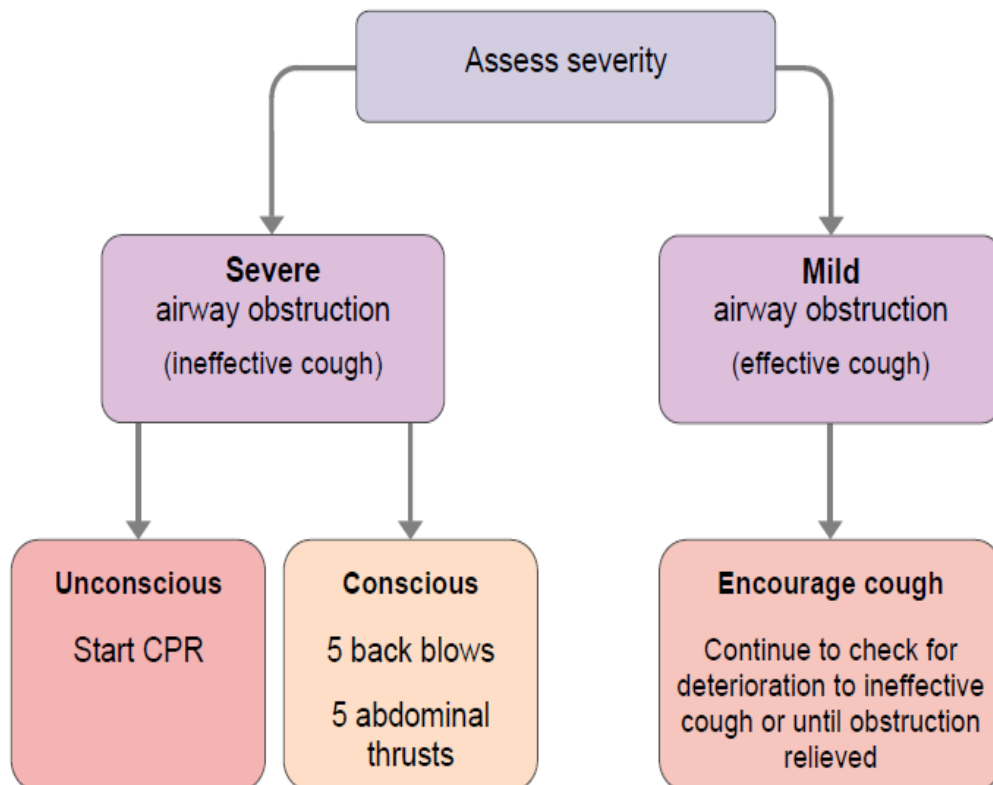 Assess severity
Severe
airway obstruction
(ineffective cough)
Mild
airway obstruction
(effective cough)
Unconscious
Start CPR
Conscious
5 back blows
5 abdominal
thrusts
Encourage cough
Continue to check for
deterioration to ineffective
cough or until obstruction
relieved